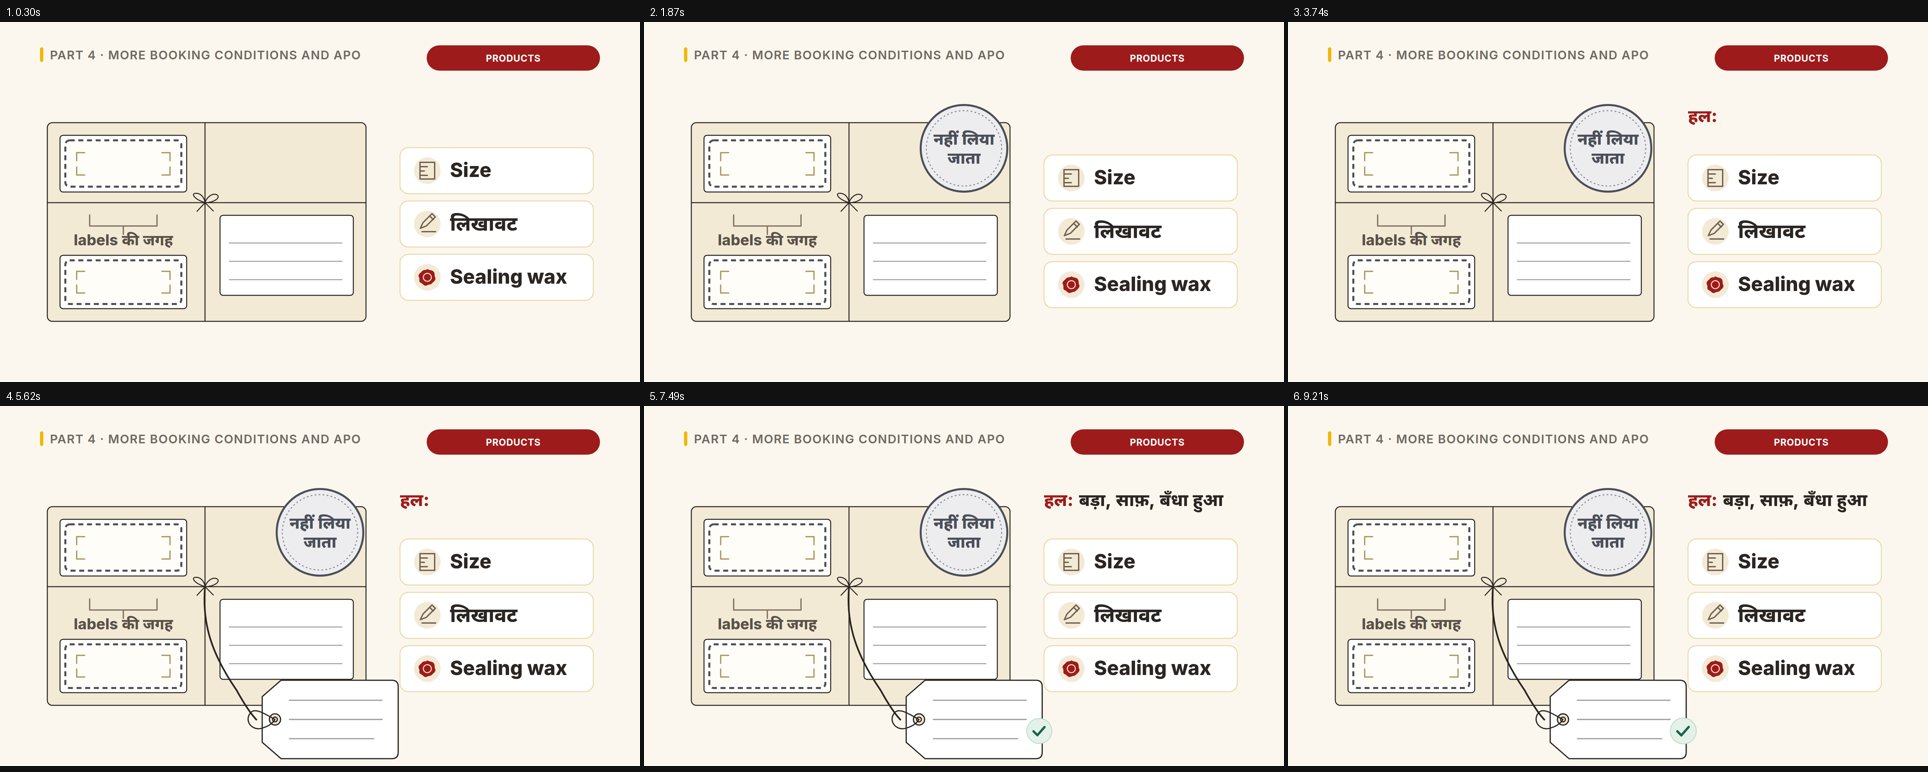 1. 0.30s
PART 4 · MORE BOOKING CONDITIONS AND APO
PRODUCTS
labels की जगह
Size
लिखावट
Sealing wax
2. 1.87s
PART 4 · MORE BOOKING CONDITIONS AND APO
PRODUCTS
नहीं लिया
जाता
labels की जगह
Size
लिखावट
Sealing wax
3. 3.74s
PART 4 · MORE BOOKING CONDITIONS AND APO
PRODUCTS
नहीं लिया
जाता
हल:
labels की जगह
Size
लिखावट
Sealing wax
4. 5.62s
PART 4 · MORE BOOKING CONDITIONS AND APO
PRODUCTS
नहीं लिया
जाता
हल:
labels की जगह
Size
लिखावट
Sealing wax
5. 7.49s
PART 4 · MORE BOOKING CONDITIONS AND APO
PRODUCTS
नहीं लिया
जाता
हल: बड़ा, साफ़, बँधा हुआ
labels की जगह
Size
लिखावट
Sealing wax
6. 9.21s
PART 4 · MORE BOOKING CONDITIONS AND APO
PRODUCTS
नहीं लिया
जाता
हल: बड़ा, साफ़, बँधा हुआ
labels की जगह
Size
लिखावट
Sealing wax